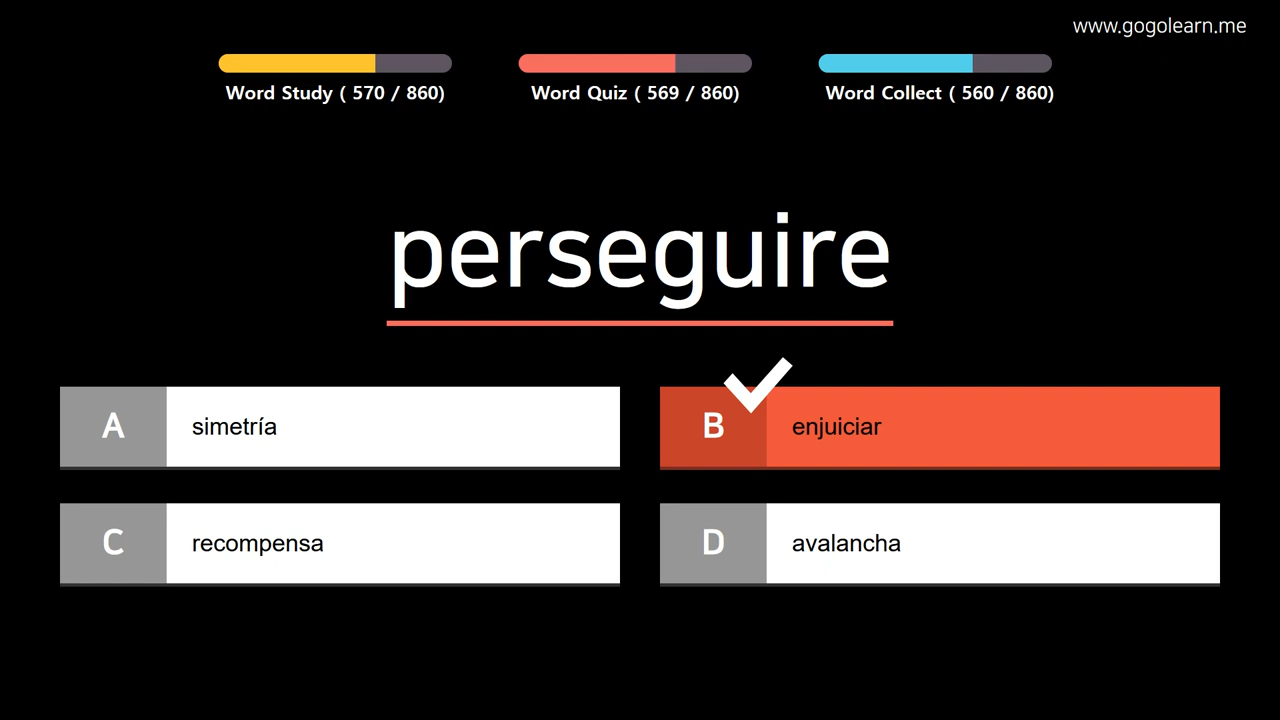 www.gogolearn.me
Word Study ( 570 / 860)
Word Quiz ( 569 / 860)
Word Collect ( 560 / 860)
perseguire
A simetría
B enjuiciar
C recompensa
D avalancha